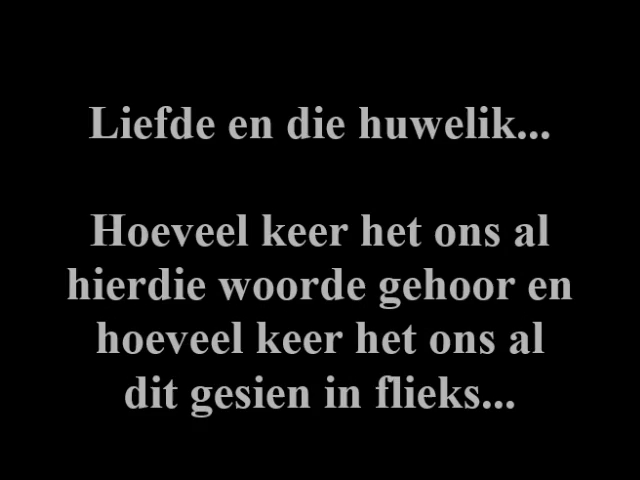 Liefde en die huwelik...
Hoeveel keer het ons al
hierdie woorde gehoor en
hoeveel keer het ons al
dit gesien in flieks...